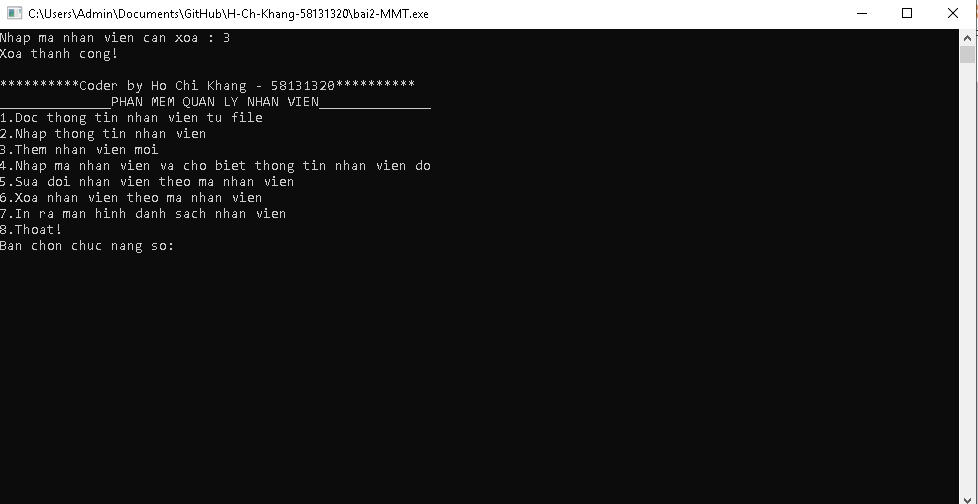 C:\Users\Admin\Documents\GitHub\H-Ch-Khang-58131320\bai2-MMT.exe
Nhap ma nhan vien can xoa : 3
Xoa thanh cong!
**********Coder by Ho Chi Khang - 58131320**********
______________PHAN MEM QUAN LY NHAN VIEN______________
1.Doc thong tin nhan vien tu file
2.Nhap thong tin nhan vien
3.Them nhan vien moi
4.Nhap ma nhan vien va cho biet thong tin nhan vien do
5.Sua doi nhan vien theo ma nhan vien
6.Xoa nhan vien theo ma nhan vien
7.In ra man hinh danh sach nhan vien
8.Thoat!
Ban chon chuc nang so: